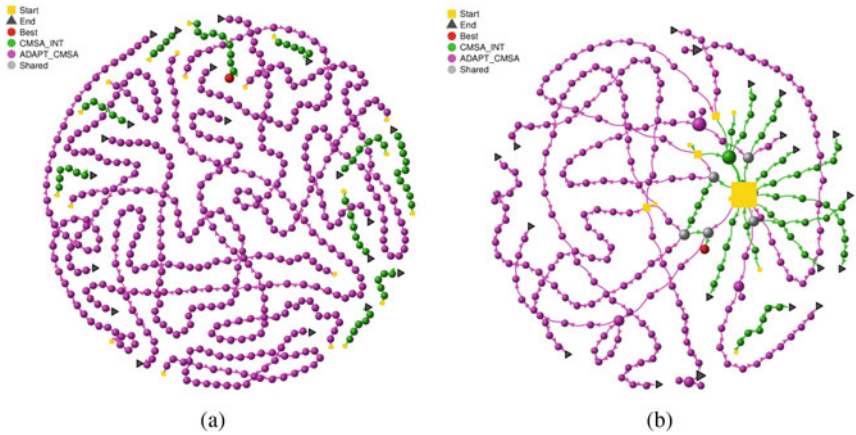 Start
End
Best
CMSA_INT
ADAPT_CMSA
Shared
Start
End
Best
CMSA_INT
ADAPT_CMSA
Shared
(a)
(b)